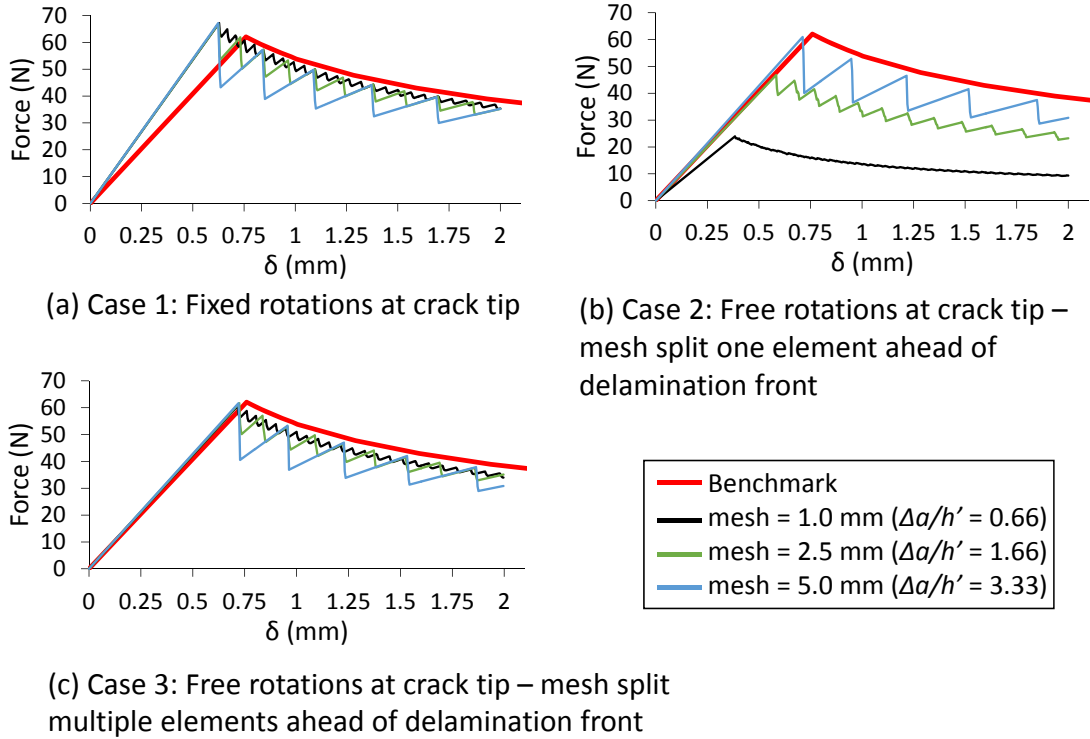 70
60
50
40
30
20
10
0
Force (N)
0 0.25 0.5 0.75 1 1.25 1.5 1.75 2
δ (mm)
(a) Case 1: Fixed rotations at crack tip
70
60
50
40
30
20
10
0
Force (N)
0 0.25 0.5 0.75 1 1.25 1.5 1.75 2
δ (mm)
(b) Case 2: Free rotations at crack tip –
mesh split one element ahead of
delamination front
70
60
50
40
30
20
10
0
Force (N)
0 0.25 0.5 0.75 1 1.25 1.5 1.75 2
δ (mm)
(c) Case 3: Free rotations at crack tip – mesh split
multiple elements ahead of delamination front
Benchmark
mesh = 1.0 mm (Δa/h’ = 0.66)
mesh = 2.5 mm (Δa/h’ = 1.66)
mesh = 5.0 mm (Δa/h’ = 3.33)